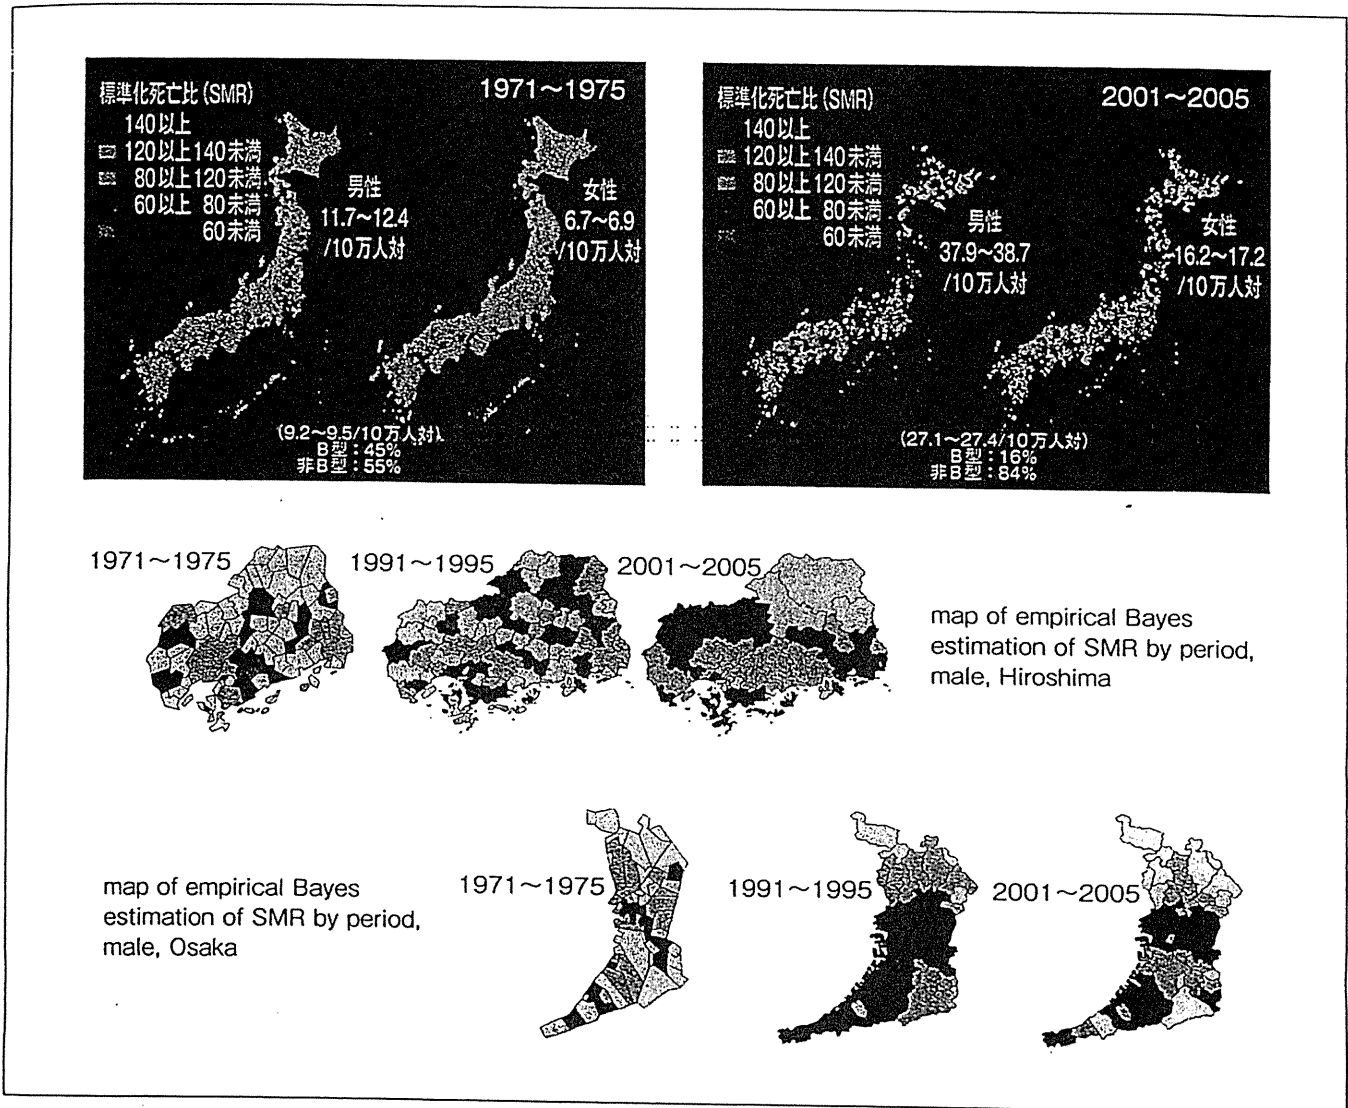 標準化死亡比(SMR)
1971〜1975
140以上
120以上140未満
80以上120未満
60以上 80未満
60未満
男性
11.7〜12.4
/10万人対
女性
6.7〜6.9
/10万人対
(9.2〜9.5/10万人対)
B型:45%
非B型:55%
標準化死亡比(SMR)
2001〜2005
140以上
120以上140未満
80以上120未満
60以上 80未満
60未満
男性
37.9〜38.7
/10万人対
女性
16.2〜17.2
/10万人対
(27.1〜27.4/10万人対)
B型:16%
非B型:84%
1971〜1975
1991〜1995
2001〜2005
map of empirical Bayes
estimation of SMR by period,
male, Hiroshima
map of empirical Bayes
estimation of SMR by period,
male, Osaka
1971〜1975
1991〜1995
2001〜2005